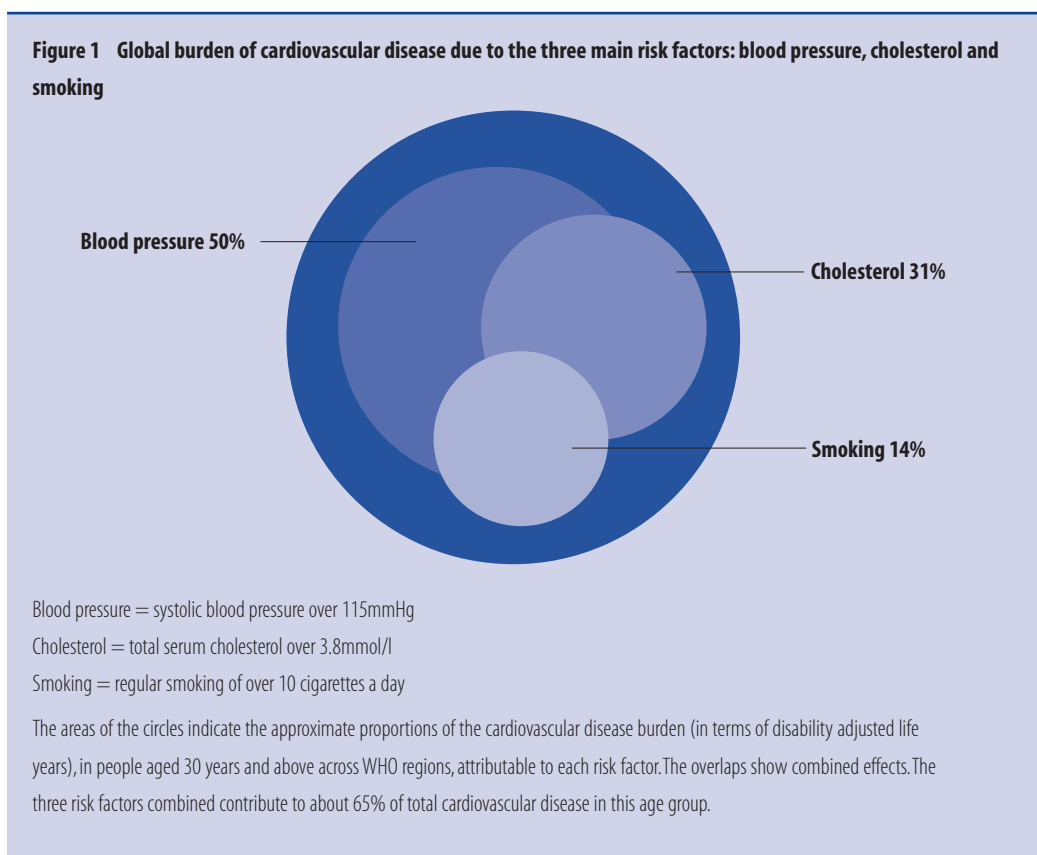 Figure 1 Global burden of cardiovascular disease due to the three main risk factors: blood pressure, cholesterol and
smoking
Blood pressure 50%
Cholesterol 31%
Smoking 14%
Blood pressure = systolic blood pressure over 115mmHg
Cholesterol = total serum cholesterol over 3.8mmol/l
Smoking = regular smoking of over 10 cigarettes a day
The areas of the circles indicate the approximate proportions of the cardiovascular disease burden (in terms of disability adjusted life
years), in people aged 30 years and above across WHO regions, attributable to each risk factor. The overlaps show combined effects. The
three risk factors combined contribute to about 65% of total cardiovascular disease in this age group.